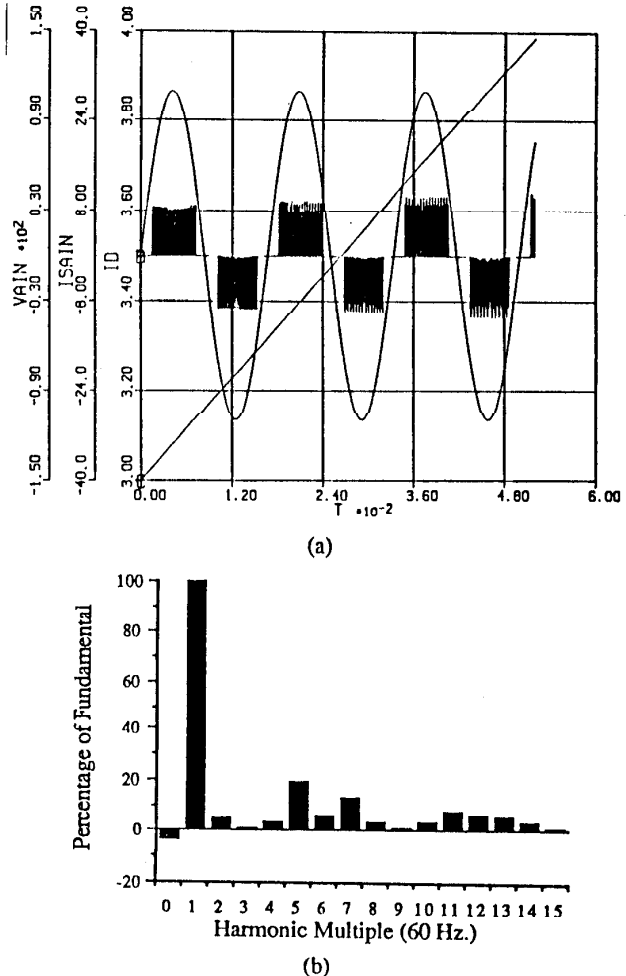 1.50
0.90
0.30
-0.30
-0.90
-1.50
VAIN *10²
40.0
24.0
8.00
-8.00
-24.0
-40.0
ISAIN
4.00
3.80
3.60
3.40
3.20
3.00
ID
0.00 1.20 2.40 3.60 4.80 6.00
T *10⁻²
(a)
Percentage of Fundamental
100
80
60
40
20
0
-20
0 1 2 3 4 5 6 7 8 9 10 11 12 13 14 15
Harmonic Multiple (60 Hz.)
(b)